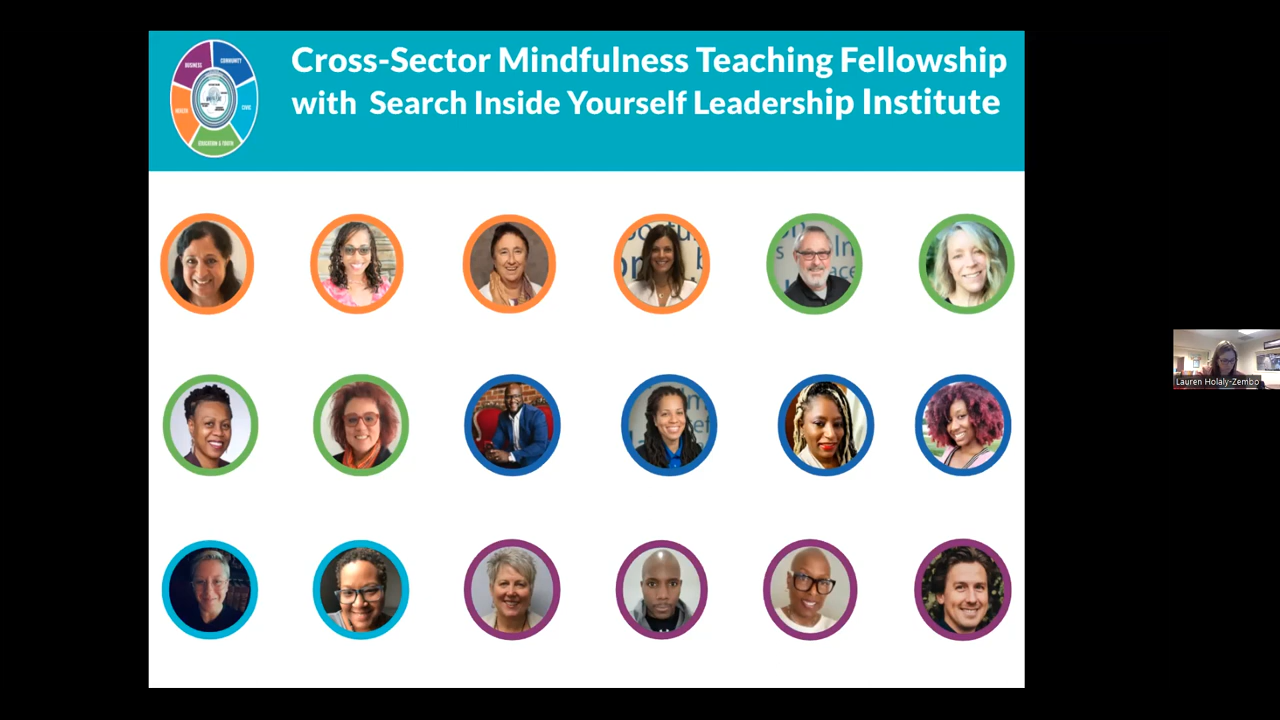 Cross-Sector Mindfulness Teaching Fellowship
with Search Inside Yourself Leadership Institute
BUSINESS
COMMUNITY
HEALTH
CIVIC
EDUCATION & YOUTH
Lauren Holaly-Zembo